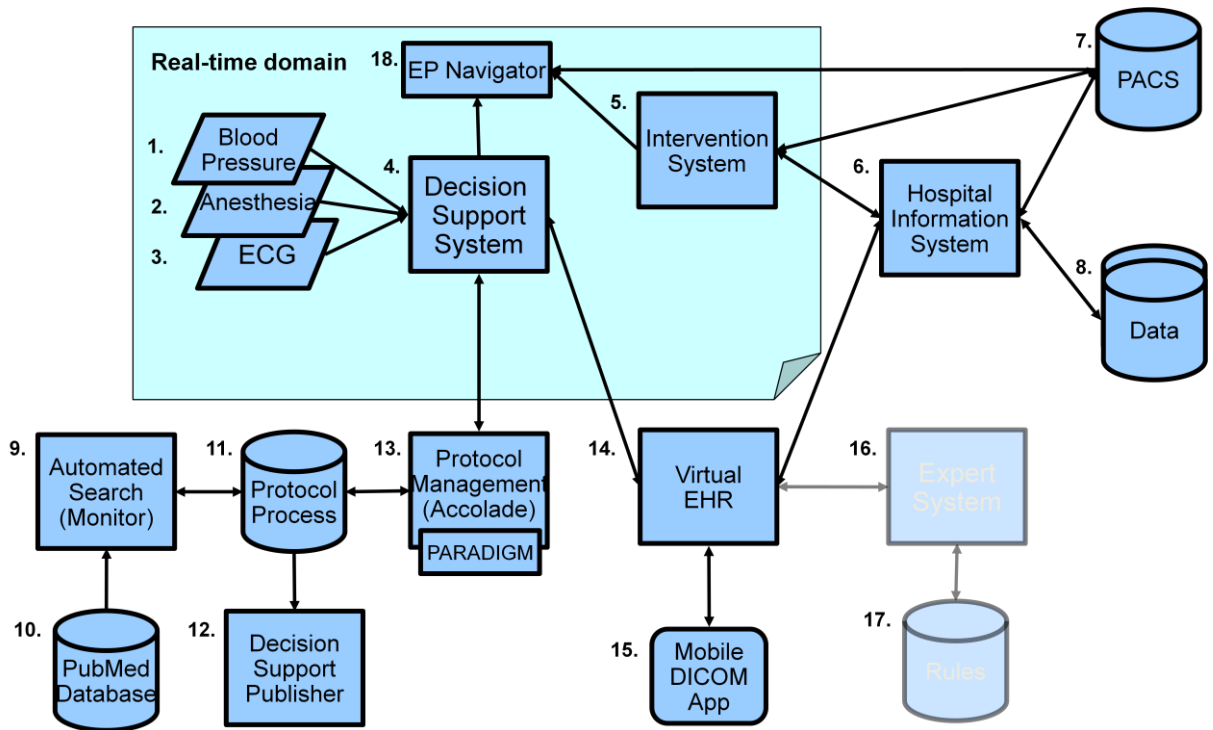 Real-time domain
18.
EP Navigator
7.
PACS
1.
Blood
Pressure
2.
Anesthesia
3.
ECG
4.
Decision
Support
System
5.
Intervention
System
6.
Hospital
Information
System
8.
Data
9.
Automated
Search
(Monitor)
11.
Protocol
Process
13.
Protocol
Management
(Accolade)
PARADIGM
14.
Virtual
EHR
16.
Expert
System
10.
PubMed
Database
12.
Decision
Support
Publisher
15.
Mobile
DICOM
App
17.
Rules